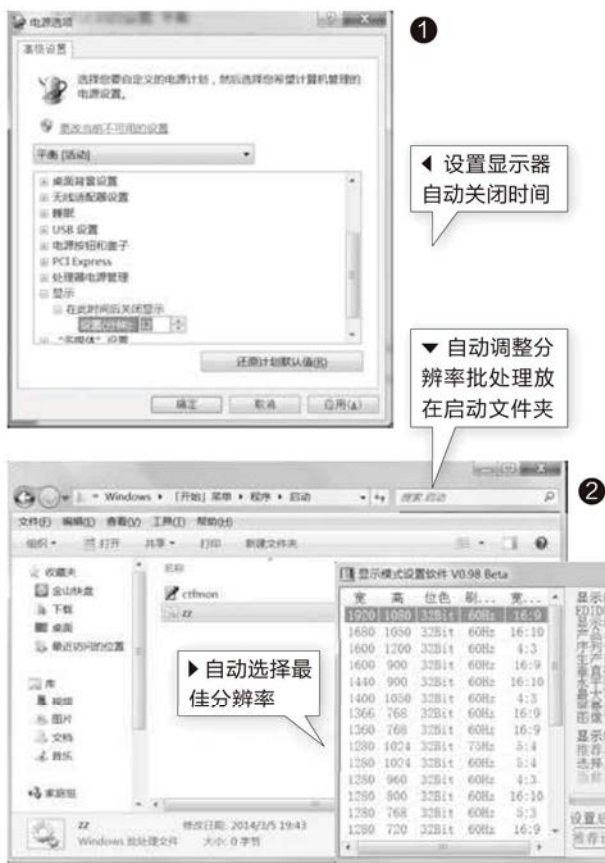 电源选项
❶
高级设置
选择您要自定义的电源计划，然后选择您希望计算机管理的
电源设置。
更改当前不可用的设置
平衡 [活动]
桌面背景设置
无线适配器设置
睡眠
USB 设置
电源按钮和盖子
PCI Express
处理器电源管理
显示
在此时间后关闭显示
设置(分钟):
"多媒体" 设置
还原计划默认值(R)
确定 取消 应用(A)
◀ 设置显示器
自动关闭时间
▼ 自动调整分
辨率批处理放
在启动文件夹
❷
Windows ▸ 「开始」菜单 ▸ 程序 ▸ 启动
搜索 启动
文件(F) 编辑(E) 查看(V) 工具(T) 帮助(H)
组织 打开 共享 打印 新建文件夹
收藏夹
金山快盘
下载
桌面
最近访问的位置
库
视频
图片
文档
音乐
家庭组
名称
ctfmon
zz
▶ 自动选择最
佳分辨率
zz 修改日期: 2014/3/5 19:43
Windows 批处理文件 大小: 0 字节
显示模式设置软件 V0.98 Beta
宽 高 位色 刷... 宽...
1920 1080 32Bit 60Hz 16:9
1680 1050 32Bit 60Hz 16:10
1600 1200 32Bit 60Hz 4:3
1600 900 32Bit 60Hz 16:9
1440 900 32Bit 60Hz 16:10
1400 1050 32Bit 60Hz 4:3
1366 768 32Bit 60Hz 16:9
1360 768 32Bit 60Hz 16:9
1280 1024 32Bit 75Hz 5:4
1280 1024 32Bit 60Hz 5:4
1280 960 32Bit 60Hz 4:3
1280 800 32Bit 60Hz 16:10
1280 768 32Bit 60Hz 5:3
1280 720 32Bit 60Hz 16:9